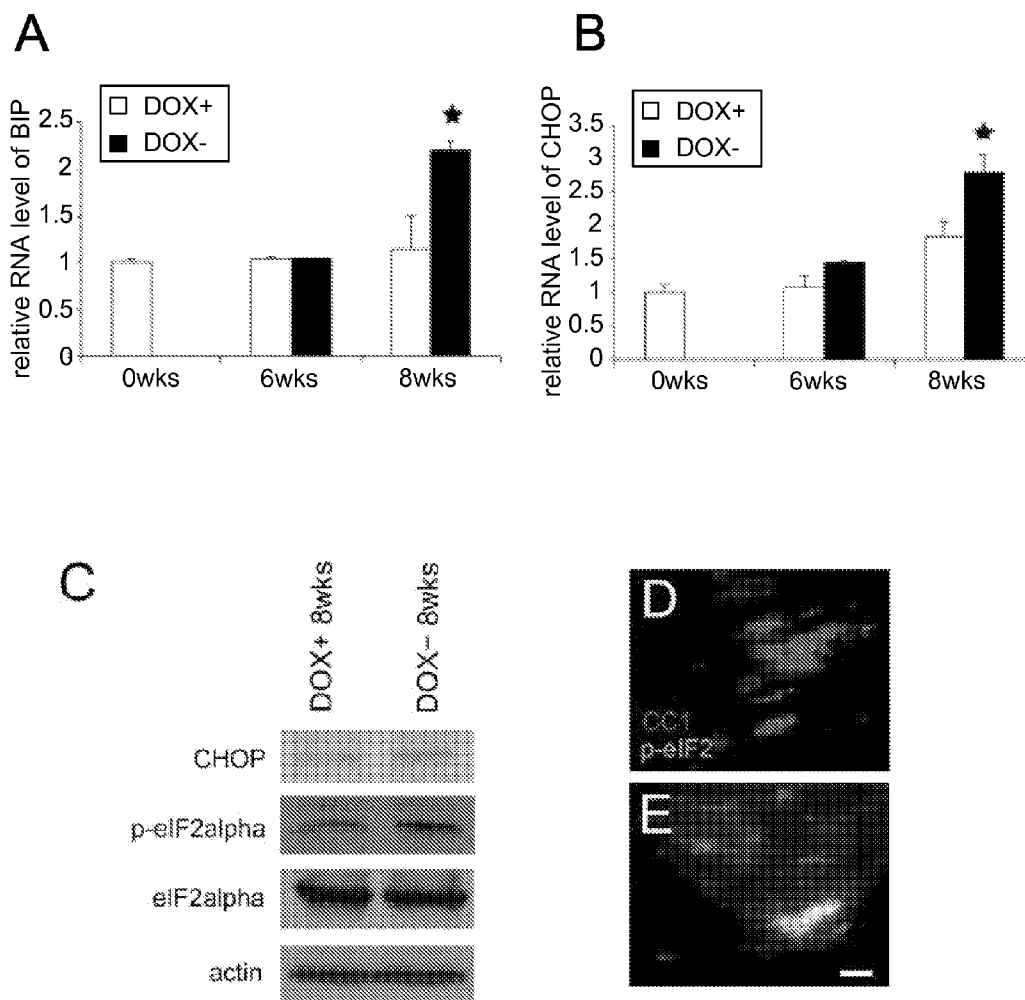 A
DOX+
DOX-
relative RNA level of BIP
2.5
2
1.5
1
0.5
0
0wks
6wks
8wks
B
DOX+
DOX-
relative RNA level of CHOP
3.5
3
2.5
2
1.5
1
0.5
0
0wks
6wks
8wks
C
DOX+ 8wks
DOX– 8wks
CHOP
p-eIF2alpha
eIF2alpha
actin
D
CC1
p-eIF2
E